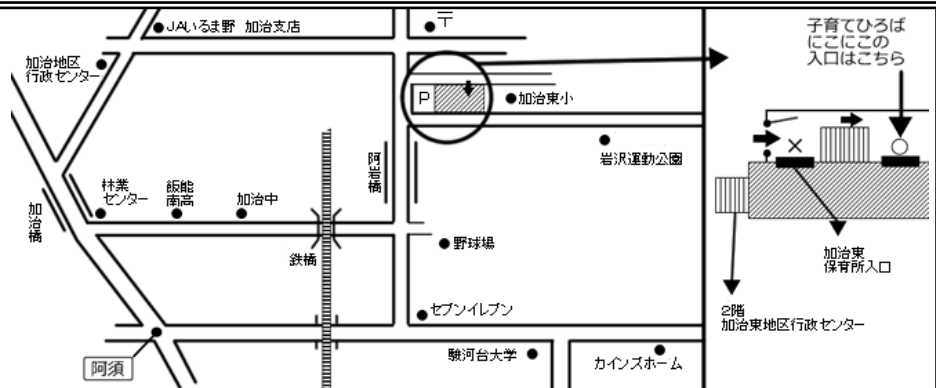 JAいるま野 加治支店
〒
子育てひろば
にこにこの
入口はこちら
加治地区
行政センター
P
加治東小
岩沢運動公園
阿岩橋
林業
センター
飯能
南高
加治中
加治橋
鉄橋
野球場
加治東
保育所入口
セブンイレブン
2階
加治東地区行政センター
阿須
駿河台大学
カインズホーム